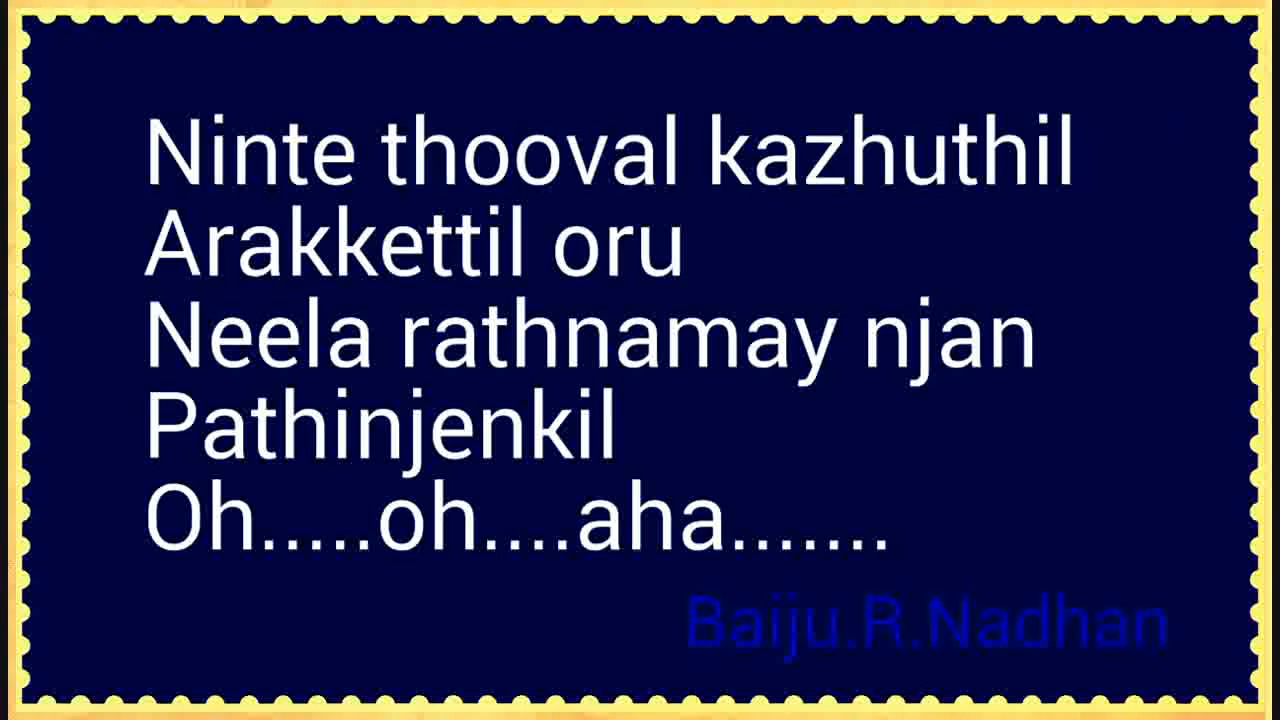 Ninte thooval kazhuthil
Arakkettil oru
Neela rathnamay njan
Pathinjenkil
Oh.....oh....aha.......
Baiju.R.Nadhan